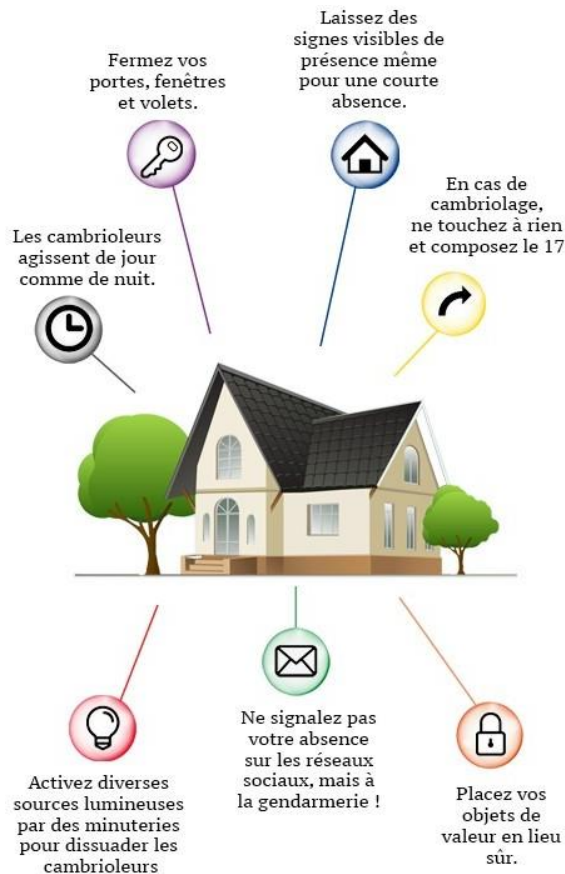 Laissez des
signes visibles de
présence même
pour une courte
absence.
Fermez vos
portes, fenêtres
et volets.
En cas de
cambriolage,
ne touchez à rien
et composez le 17
Les cambrioleurs
agissent de jour
comme de nuit.
Activez diverses
sources lumineuses
par des minuteries
pour dissuader les
cambrioleurs
Ne signalez pas
votre absence
sur les réseaux
sociaux, mais à
la gendarmerie !
Placez vos
objets de
valeur en lieu
sûr.